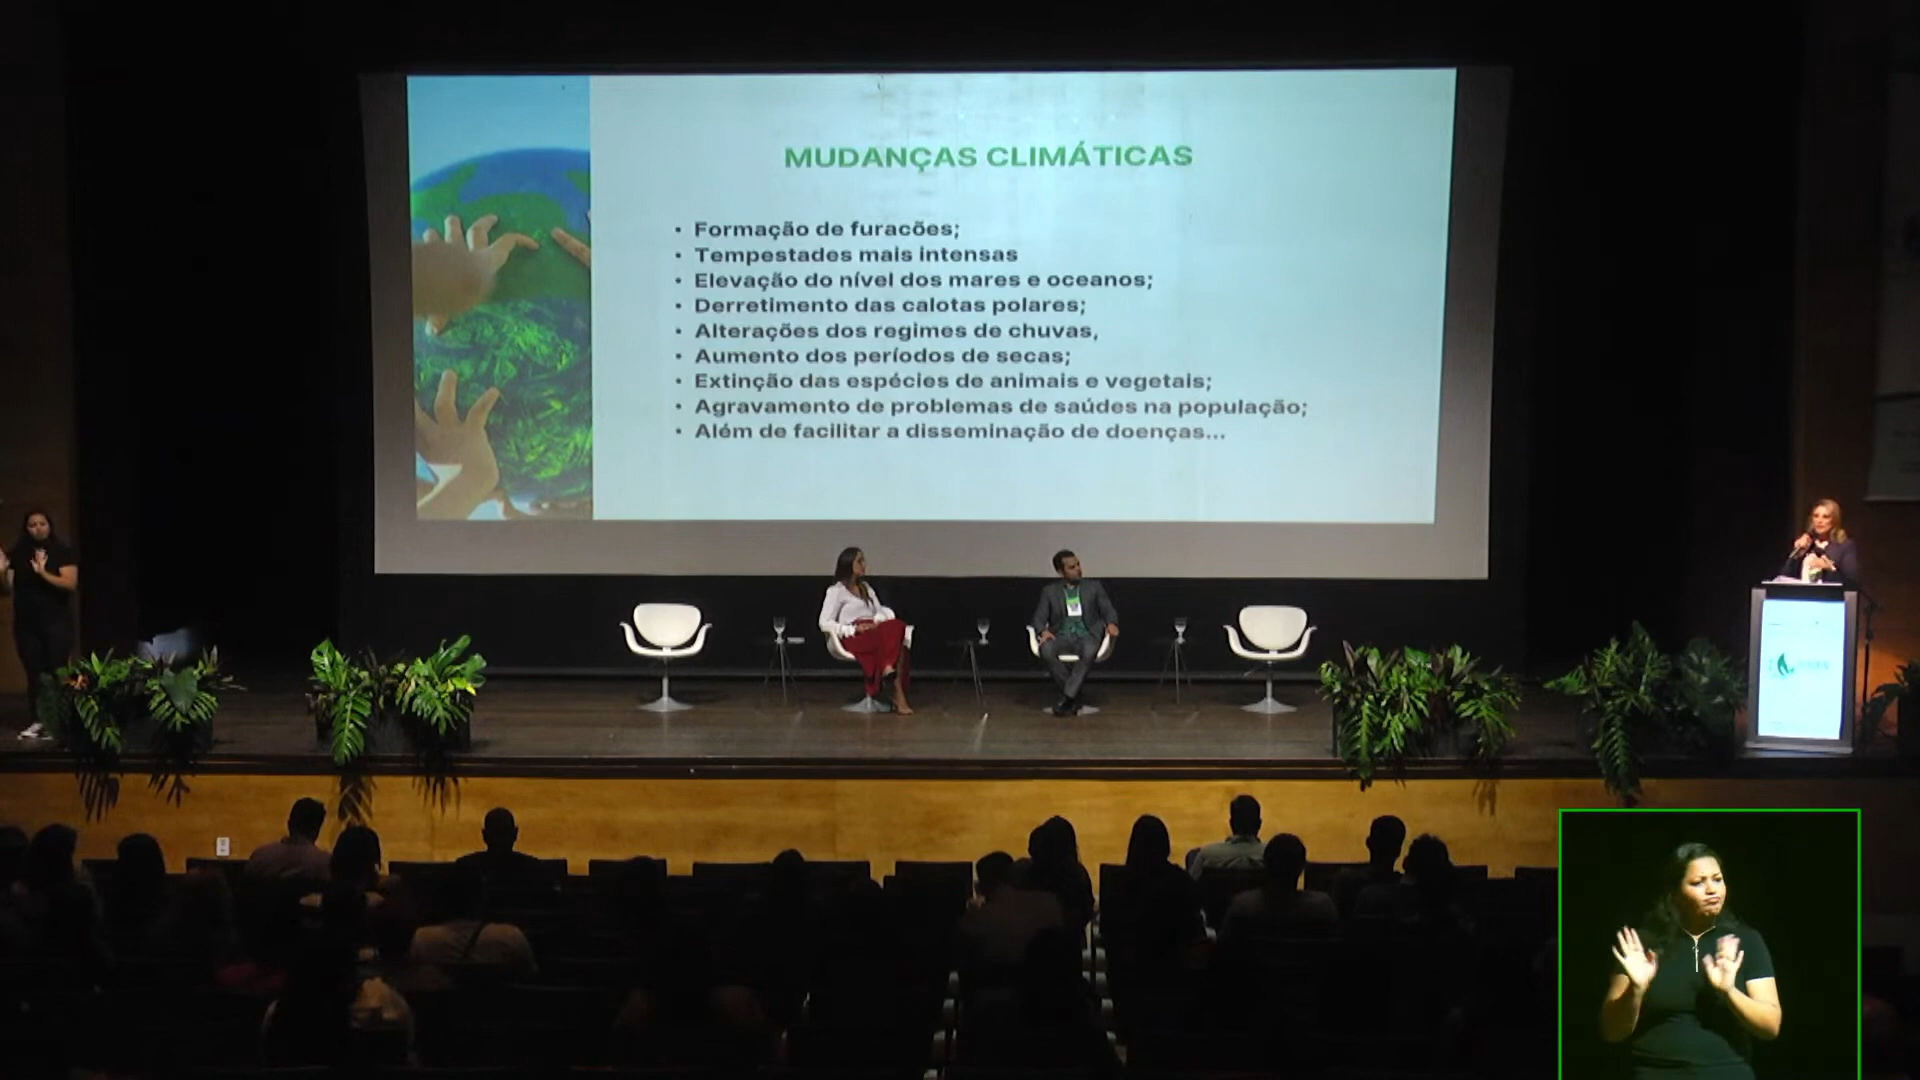 MUDANÇAS CLIMÁTICAS
• Formação de furacões;
• Tempestades mais intensas
• Elevação do nível dos mares e oceanos;
• Derretimento das calotas polares;
• Alterações dos regimes de chuvas,
• Aumento dos períodos de secas;
• Extinção das espécies de animais e vegetais;
• Agravamento de problemas de saúdes na população;
• Além de facilitar a disseminação de doenças...